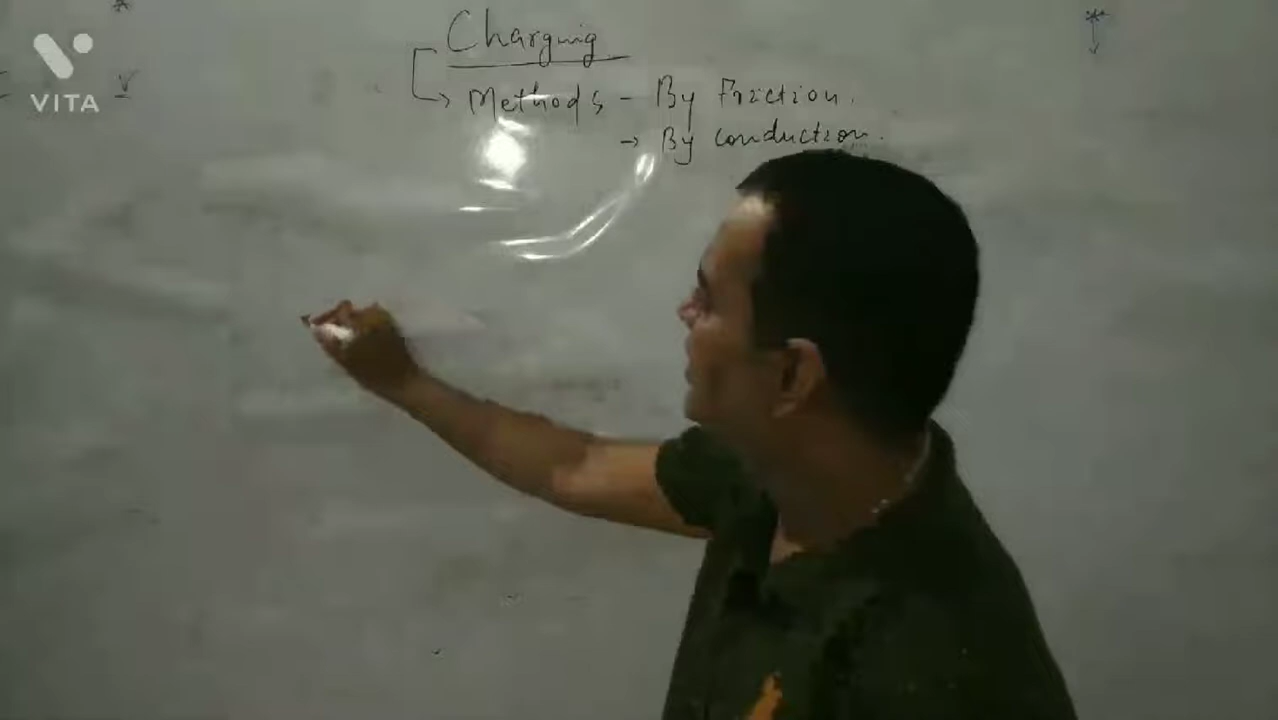 VITA
Charging
Methods - By Friction.
→ By conduction.